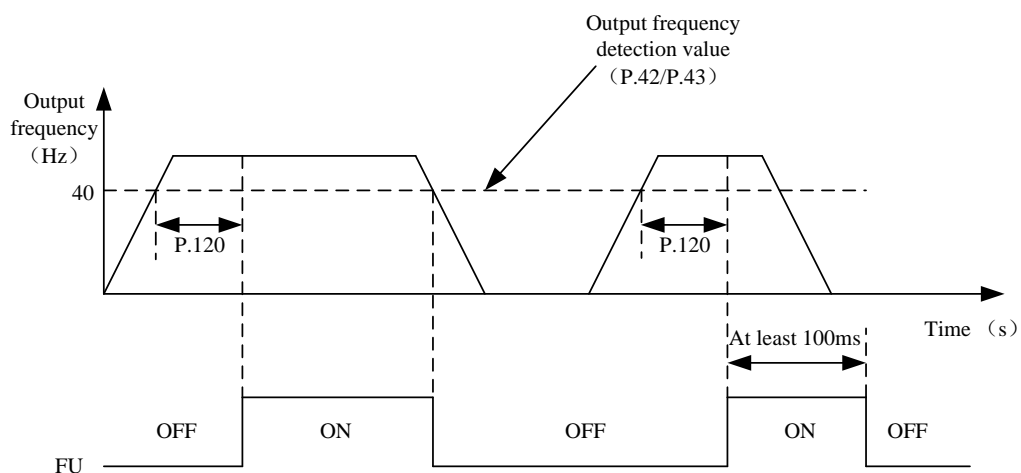 Output frequency
detection value
（P.42/P.43）
Output
frequency
（Hz）
40
P.120
P.120
Time （s）
At least 100ms
OFF
ON
OFF
ON
OFF
FU